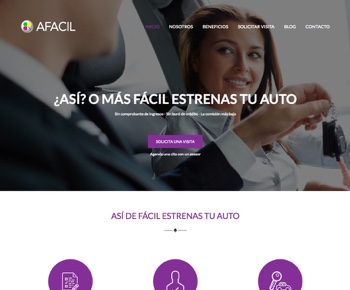 AFACIL
INICIO NOSOTROS BENEFICIOS SOLICITAR VISITA BLOG CONTACTO
¿ASÍ? O MÁS FÁCIL ESTRENAS TU AUTO
Sin comprobante de ingresos - Sin buró de crédito - La comisión más baja
SOLICITA UNA VISITA
Agenda una cita con un asesor
ASÍ DE FÁCIL ESTRENAS TU AUTO